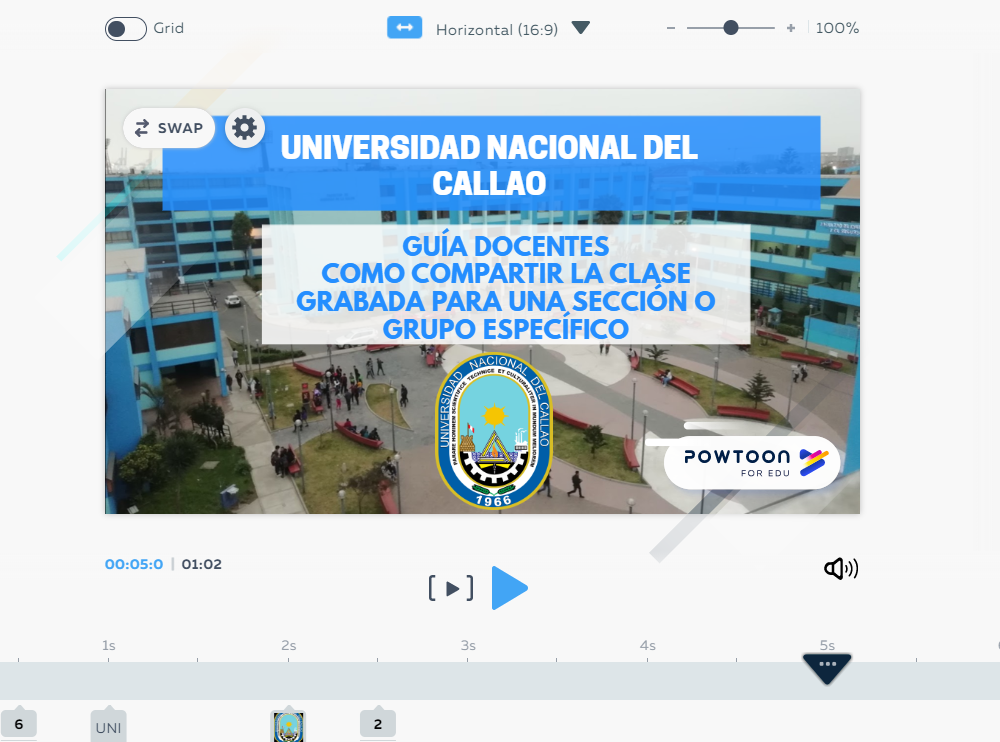 Grid
Horizontal (16:9)
100%
SWAP
UNIVERSIDAD NACIONAL DEL
CALLAO
GUÍA DOCENTES
COMO COMPARTIR LA CLASE
GRABADA PARA UNA SECCIÓN O
GRUPO ESPECÍFICO
UNIVERSIDAD NACIONAL DEL CALLAO
1966
POWTOON
FOR EDU
00:05:0 | 01:02
1s 2s 3s 4s 5s
6 UNI 2